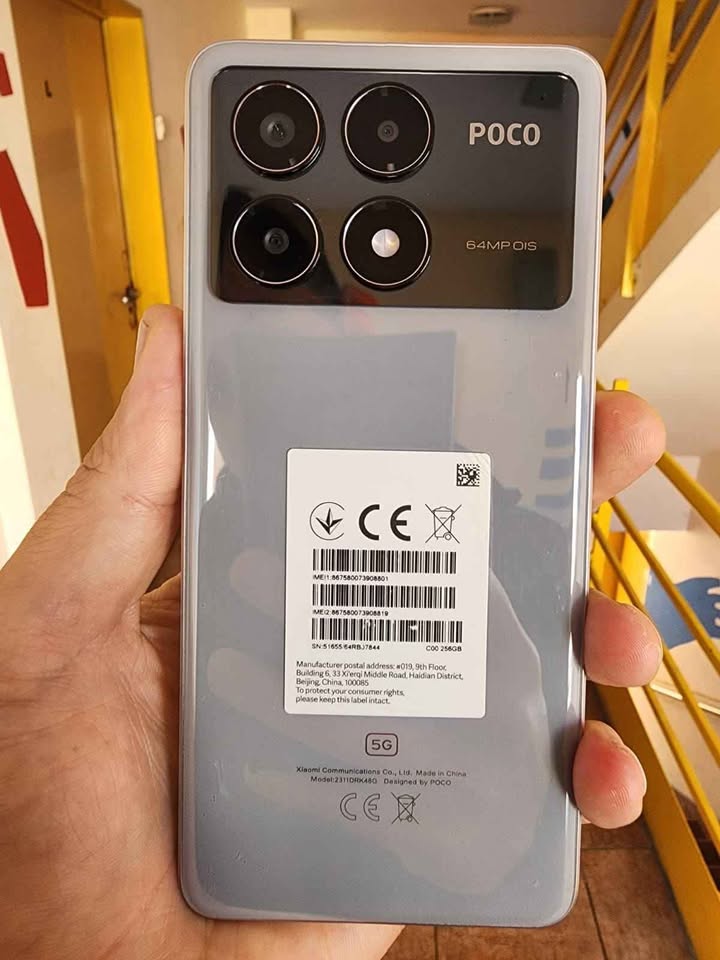 POCO
64MP OIS
CE
IMEI1:867580073908801
IMEI2:867580073908819
SN:51655/64RBJ7844 C00 256GB
Manufacturer postal address: #019, 9th Floor,
Building 6, 33 Xi'erqi Middle Road, Haidian District,
Beijing, China, 100085
To protect your consumer rights,
please keep this label intact.
5G
Xiaomi Communications Co., Ltd. Made in China
Model:2311DRK48G Designed by POCO
CE